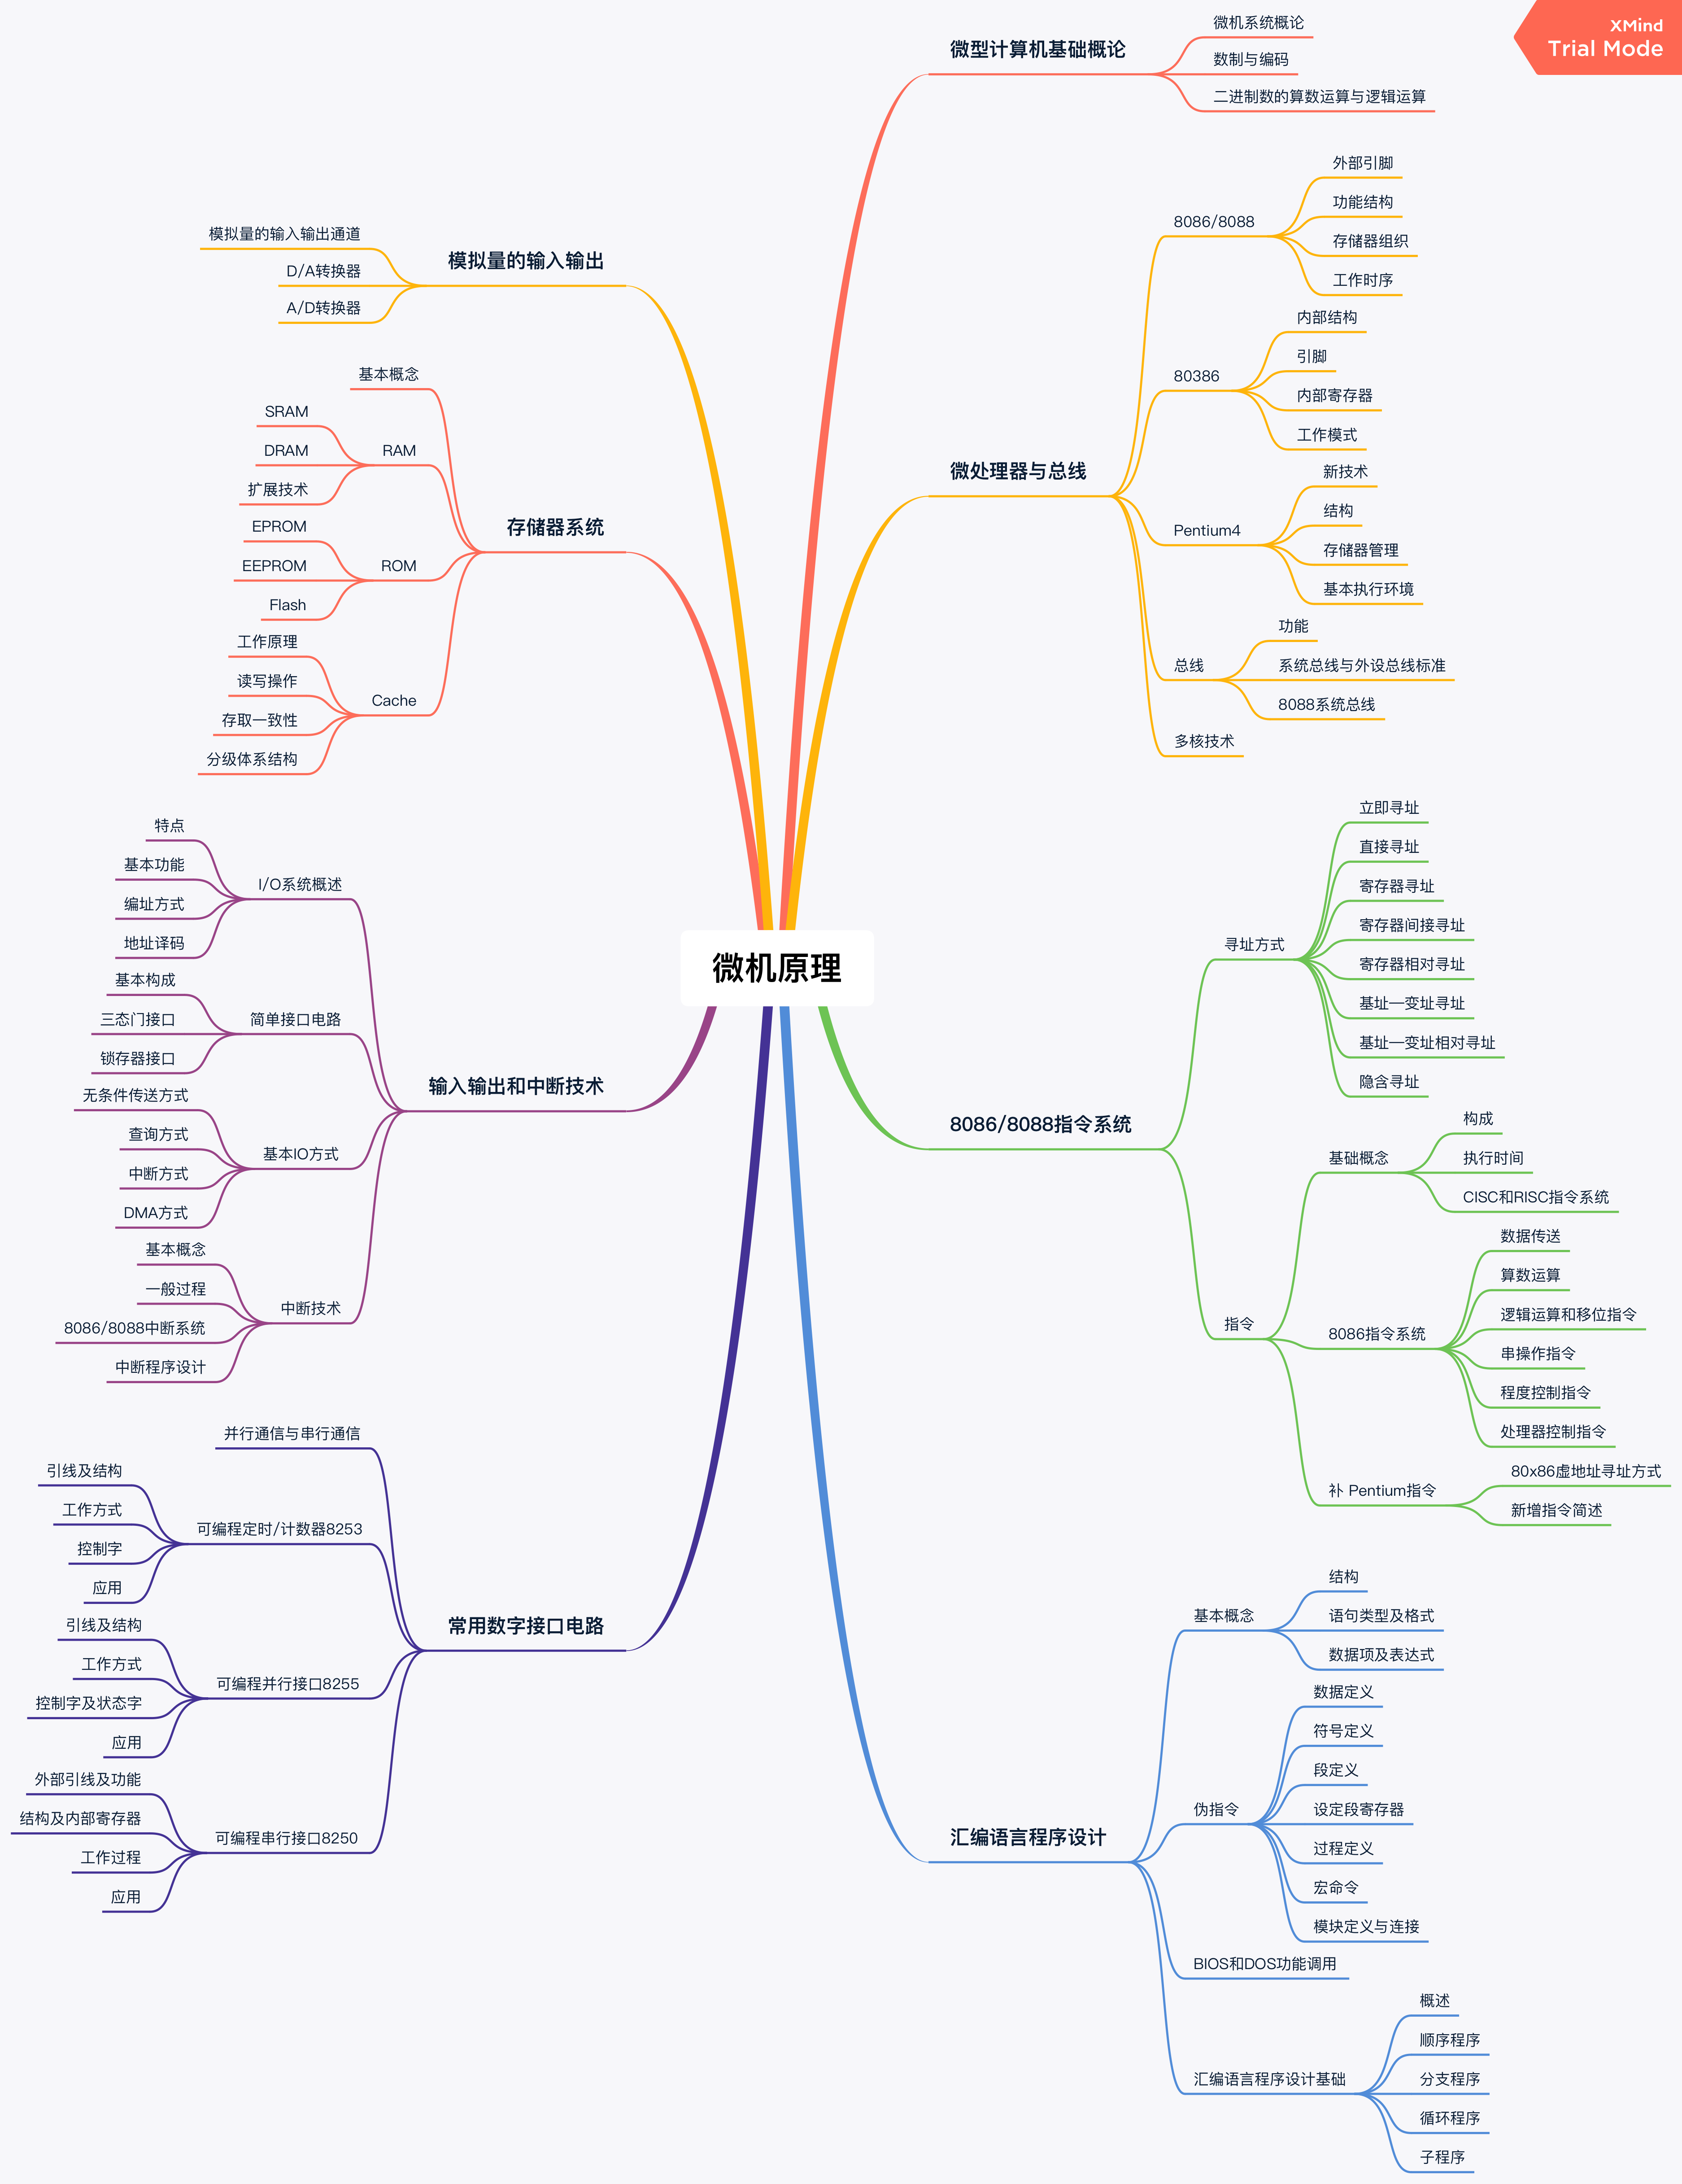 XMind
Trial Mode
微机原理
微型计算机基础概论
微机系统概论
数制与编码
二进制数的算数运算与逻辑运算
微处理器与总线
8086/8088
外部引脚
功能结构
存储器组织
工作时序
80386
内部结构
引脚
内部寄存器
工作模式
Pentium4
新技术
结构
存储器管理
基本执行环境
总线
功能
系统总线与外设总线标准
8088系统总线
多核技术
8086/8088指令系统
寻址方式
立即寻址
直接寻址
寄存器寻址
寄存器间接寻址
寄存器相对寻址
基址—变址寻址
基址—变址相对寻址
隐含寻址
指令
基础概念
构成
执行时间
CISC和RISC指令系统
8086指令系统
数据传送
算数运算
逻辑运算和移位指令
串操作指令
程度控制指令
处理器控制指令
补 Pentium指令
80x86虚地址寻址方式
新增指令简述
汇编语言程序设计
基本概念
结构
语句类型及格式
数据项及表达式
伪指令
数据定义
符号定义
段定义
设定段寄存器
过程定义
宏命令
模块定义与连接
BIOS和DOS功能调用
汇编语言程序设计基础
概述
顺序程序
分支程序
循环程序
子程序
模拟量的输入输出
模拟量的输入输出通道
D/A转换器
A/D转换器
存储器系统
基本概念
RAM
SRAM
DRAM
扩展技术
ROM
EPROM
EEPROM
Flash
Cache
工作原理
读写操作
存取一致性
分级体系结构
输入输出和中断技术
I/O系统概述
特点
基本功能
编址方式
地址译码
简单接口电路
基本构成
三态门接口
锁存器接口
基本IO方式
无条件传送方式
查询方式
中断方式
DMA方式
中断技术
基本概念
一般过程
8086/8088中断系统
中断程序设计
常用数字接口电路
并行通信与串行通信
可编程定时/计数器8253
引线及结构
工作方式
控制字
应用
可编程并行接口8255
引线及结构
工作方式
控制字及状态字
应用
可编程串行接口8250
外部引线及功能
结构及内部寄存器
工作过程
应用